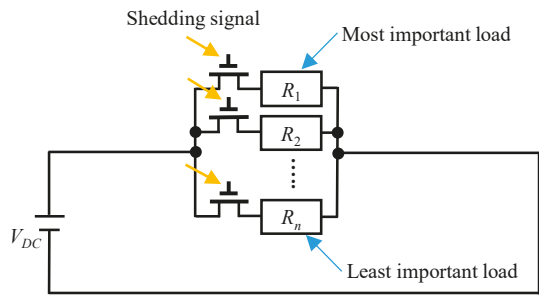 Shedding signal
Most important load
R1
R2
Rn
VDC
Least important load